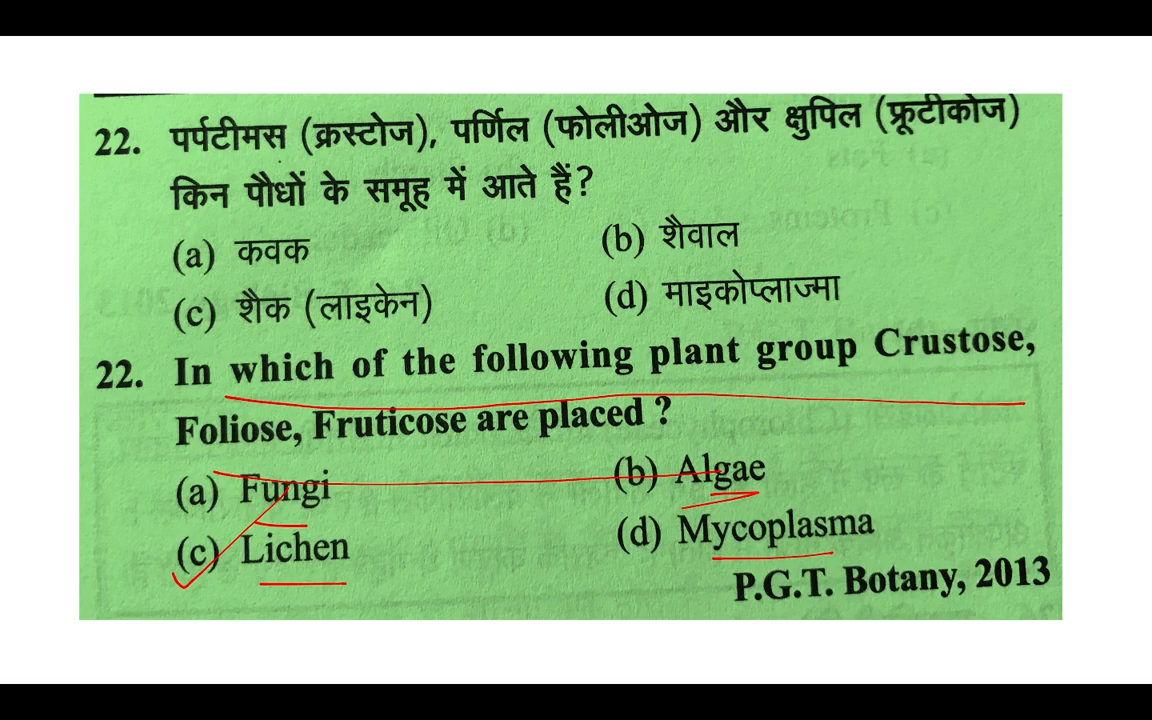 22. पर्पटीमस (क्रस्टोज), पर्णिल (फोलीओज) और क्षुपिल (फ्रूटीकोज)
किन पौधों के समूह में आते हैं?
(a) कवक (b) शैवाल
(c) शैक (लाइकेन) (d) माइकोप्लाज्मा
22. In which of the following plant group Crustose,
Foliose, Fruticose are placed ?
(a) Fungi (b) Algae
(c) Lichen (d) Mycoplasma
P.G.T. Botany, 2013